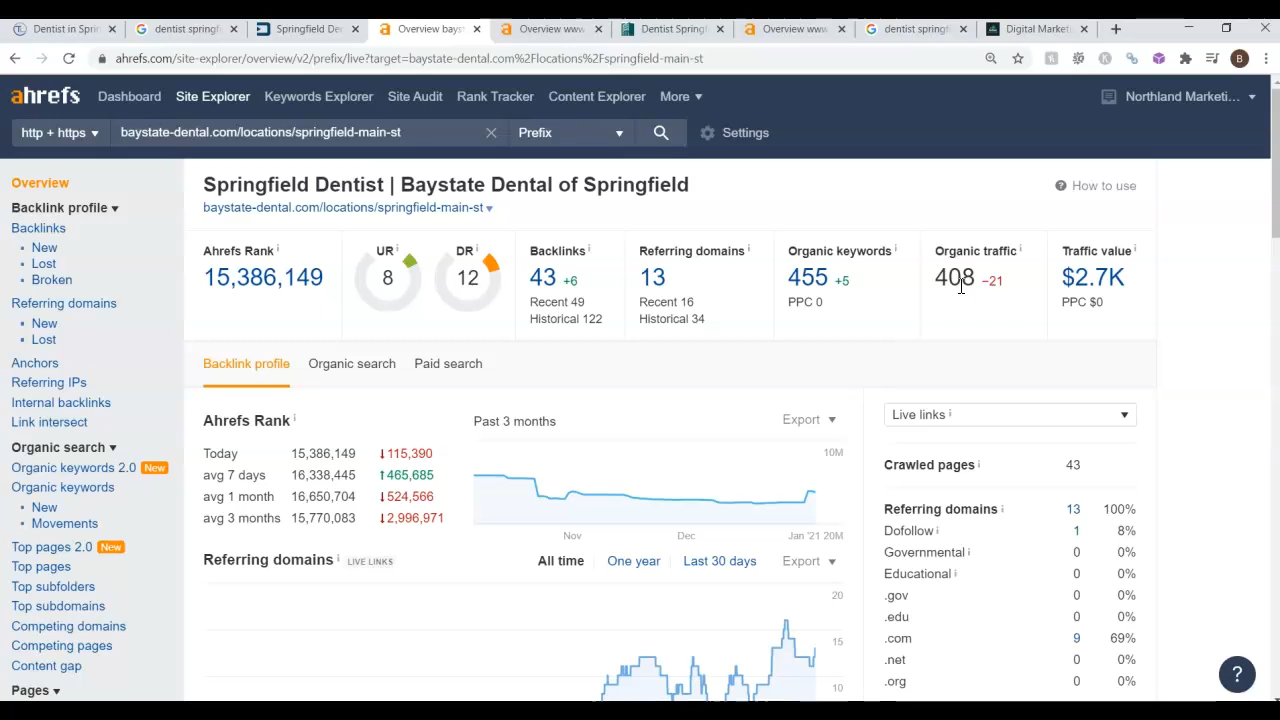 Dentist in Sprin
dentist springfi
Springfield Den
Overview bays
Overview www
Dentist Springf
Overview www
dentist springfi
Digital Marketi
ahrefs.com/site-explorer/overview/v2/prefix/live?target=baystate-dental.com%2Flocations%2Fspringfield-main-st
B
ahrefs Dashboard Site Explorer Keywords Explorer Site Audit Rank Tracker Content Explorer More Northland Marketi...
http + https baystate-dental.com/locations/springfield-main-st Prefix Settings
Overview
Backlink profile
Backlinks
New
Lost
Broken
Referring domains
New
Lost
Anchors
Referring IPs
Internal backlinks
Link intersect
Organic search
Organic keywords 2.0 New
Organic keywords
New
Movements
Top pages 2.0 New
Top pages
Top subfolders
Top subdomains
Competing domains
Competing pages
Content gap
Pages
Springfield Dentist | Baystate Dental of Springfield
? How to use
baystate-dental.com/locations/springfield-main-st
Ahrefs Rank i
15,386,149
UR i
8
DR i
12
Backlinks i
43 +6
Recent 49
Historical 122
Referring domains i
13
Recent 16
Historical 34
Organic keywords i
455 +5
PPC 0
Organic traffic i
408 −21
Traffic value i
$2.7K
PPC $0
Backlink profile Organic search Paid search
Ahrefs Rank i
Past 3 months
Export
Today 15,386,149 ↓115,390
avg 7 days 16,338,445 ↑465,685
avg 1 month 16,650,704 ↓524,566
avg 3 months 15,770,083 ↓2,996,971
10M
Nov Dec Jan '21 20M
Referring domains i LIVE LINKS
All time One year Last 30 days Export
20
15
10
Live links i
Crawled pages i 43
Referring domains i 13 100%
Dofollow i 1 8%
Governmental i 0 0%
Educational i 0 0%
.gov 0 0%
.edu 0 0%
.com 9 69%
.net 0 0%
.org 0 0%
?